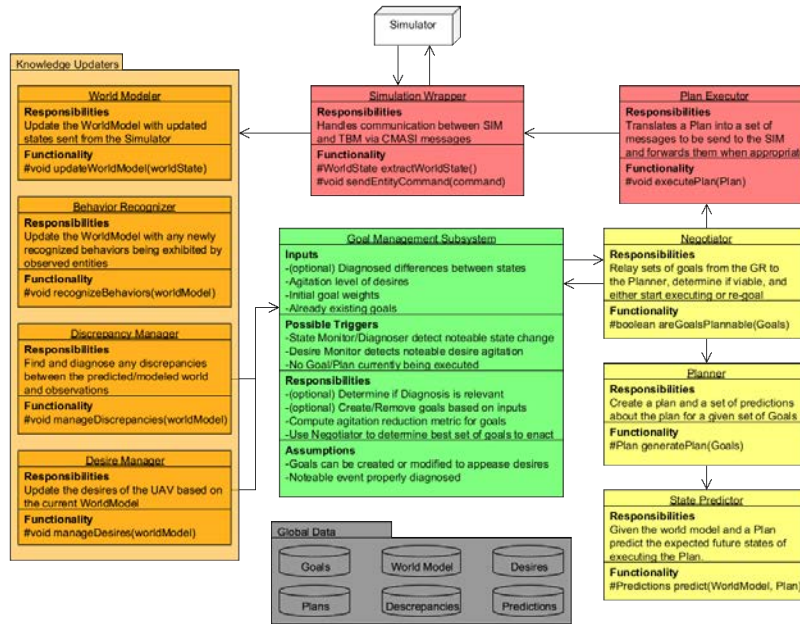 Simulator
Knowledge Updaters
World Modeler
Responsibilities
Update the WorldModel with updated
states sent from the Simulator
Functionality
#void updateWorldModel(worldState)
Behavior Recognizer
Responsibilities
Update the WorldModel with any newly
recognized behaviors being exhibited by
observed entities
Functionality
#void recognizeBehaviors(worldModel)
Discrepancy Manager
Responsibilities
Find and diagnose any discrepancies
between the predicted/modeled world
and observations
Functionality
#void manageDiscrepancies(worldModel)
Desire Manager
Responsibilities
Update the desires of the UAV based on
the current WorldModel
Functionality
#void manageDesires(worldModel)
Simulation Wrapper
Responsibilities
Handles communication between SIM
and TBM via CMASI messages
Functionality
#WorldState extractWorldState()
#void sendEntityCommand(command)
Plan Executor
Responsibilities
Translates a Plan into a set of
messages to be send to the SIM
and forwards them when appropriate
Functionality
#void executePlan(Plan)
Goal Management Subsystem
Inputs
-(optional) Diagnosed differences between states
-Agitation level of desires
-Initial goal weights
-Already existing goals
Possible Triggers
-State Monitor/Diagnoser detect noteable state change
-Desire Monitor detects noteable desire agitation
-No Goal/Plan currently being executed
Responsibilities
-(optional) Determine if Diagnosis is relevant
-(optional) Create/Remove goals based on inputs
-Compute agitation reduction metric for goals
-Use Negotiator to determine best set of goals to enact
Assumptions
-Goals can be created or modified to appease desires
-Noteable event properly diagnosed
Negotiator
Responsibilities
Relay sets of goals from the GR to
the Planner, determine if viable, and
either start executing or re-goal
Functionality
#boolean areGoalsPlannable(Goals)
Planner
Responsibilities
Create a plan and a set of predictions
about the plan for a given set of Goals
Functionality
#Plan generatePlan(Goals)
State Predictor
Responsibilities
Given the world model and a Plan
predict the expected future states of
executing the Plan.
Functionality
#Predictions predict(WorldModel, Plan)
Global Data
Goals
World Model
Desires
Plans
Descrepancies
Predictions